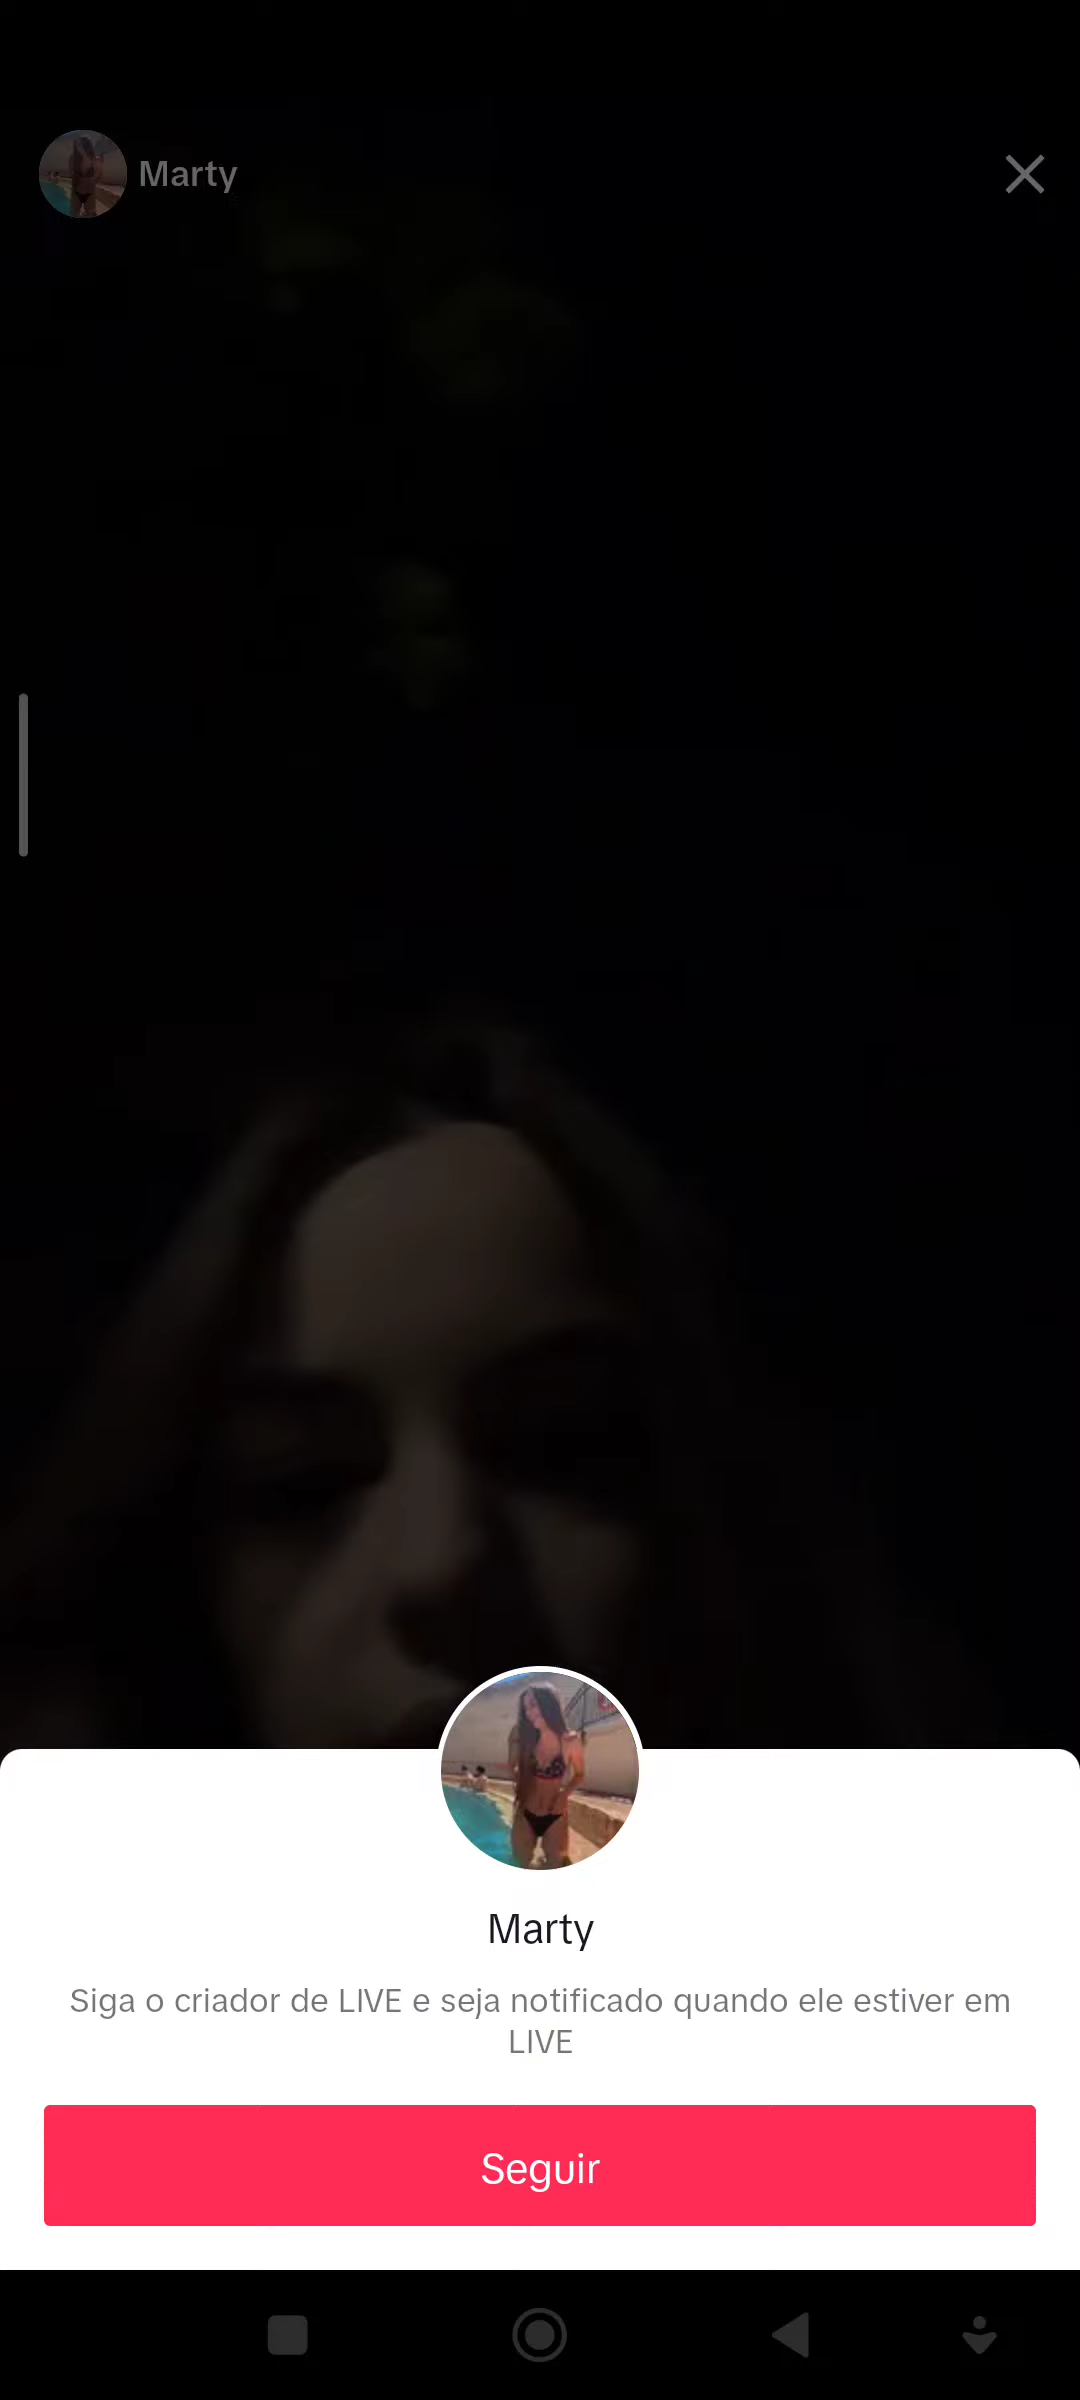 Marty
Marty
Siga o criador de LIVE e seja notificado quando ele estiver em
LIVE
Seguir